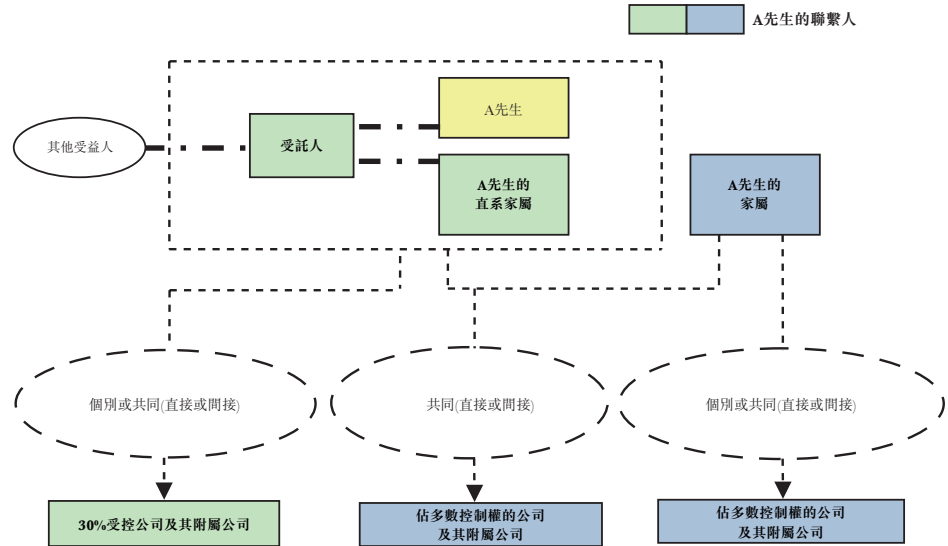 A先生的聯繫人
A先生
其他受益人
受託人
A先生的
直系家屬
A先生的
家屬
個別或共同(直接或間接)
共同(直接或間接)
個別或共同(直接或間接)
30%受控公司及其附屬公司
佔多數控制權的公司
及其附屬公司
佔多數控制權的公司
及其附屬公司